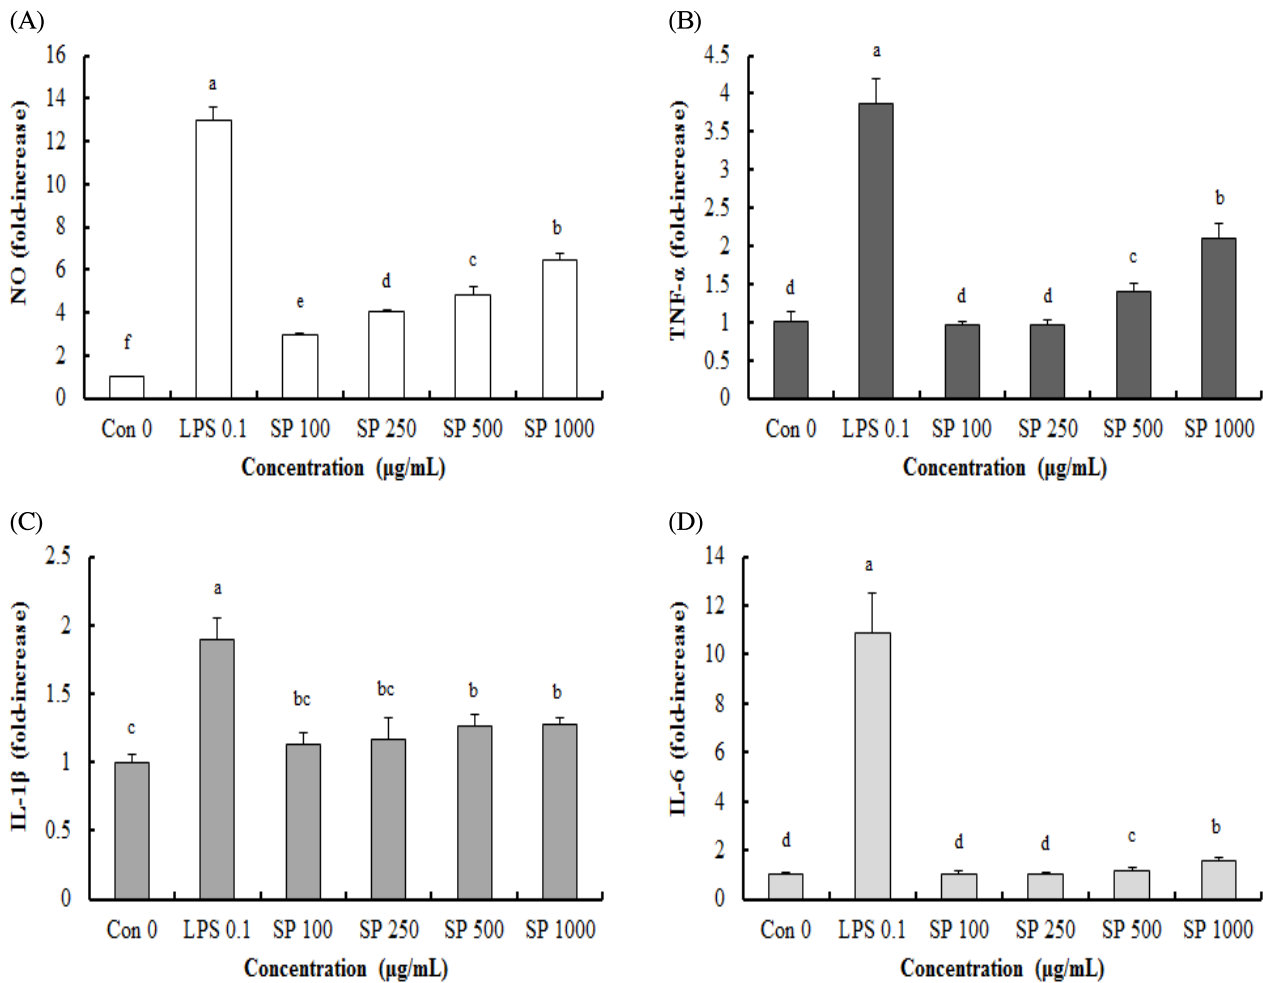 (A)
NO (fold-increase)
16
14
12
10
8
6
4
2
0
a
b
c
d
e
f
Con 0 LPS 0.1 SP 100 SP 250 SP 500 SP 1000
Concentration (μg/mL)
(B)
TNF-α (fold-increase)
4.5
4
3.5
3
2.5
2
1.5
1
0.5
0
a
b
c
d d d
Con 0 LPS 0.1 SP 100 SP 250 SP 500 SP 1000
Concentration (μg/mL)
(C)
IL-1β (fold-increase)
2.5
2
1.5
1
0.5
0
a
bc bc b b
c
Con 0 LPS 0.1 SP 100 SP 250 SP 500 SP 1000
Concentration (μg/mL)
(D)
IL-6 (fold-increase)
14
12
10
8
6
4
2
0
a
b
c
d d d
Con 0 LPS 0.1 SP 100 SP 250 SP 500 SP 1000
Concentration (μg/mL)